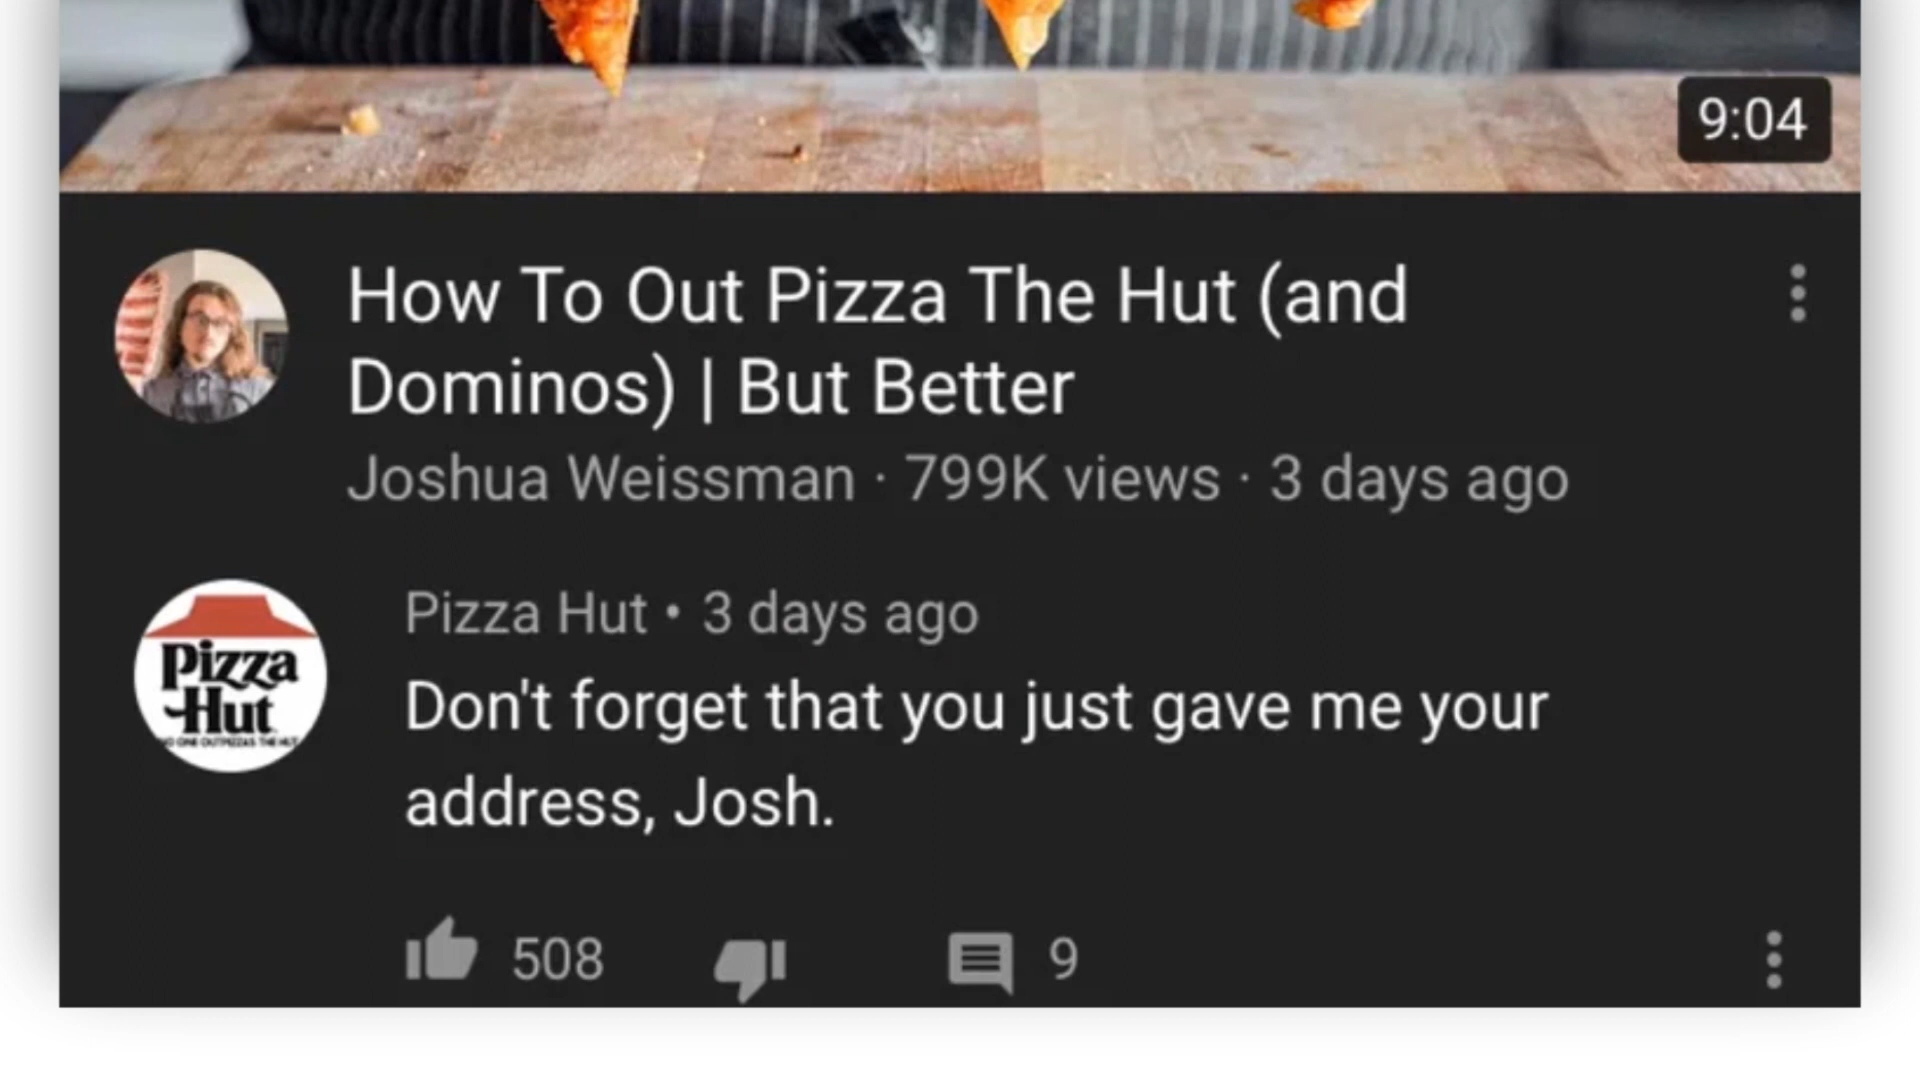 9:04
How To Out Pizza The Hut (and
Dominos) | But Better
Joshua Weissman · 799K views · 3 days ago
Pizza Hut • 3 days ago
Pizza
Hut
Don't forget that you just gave me your
address, Josh.
508
9